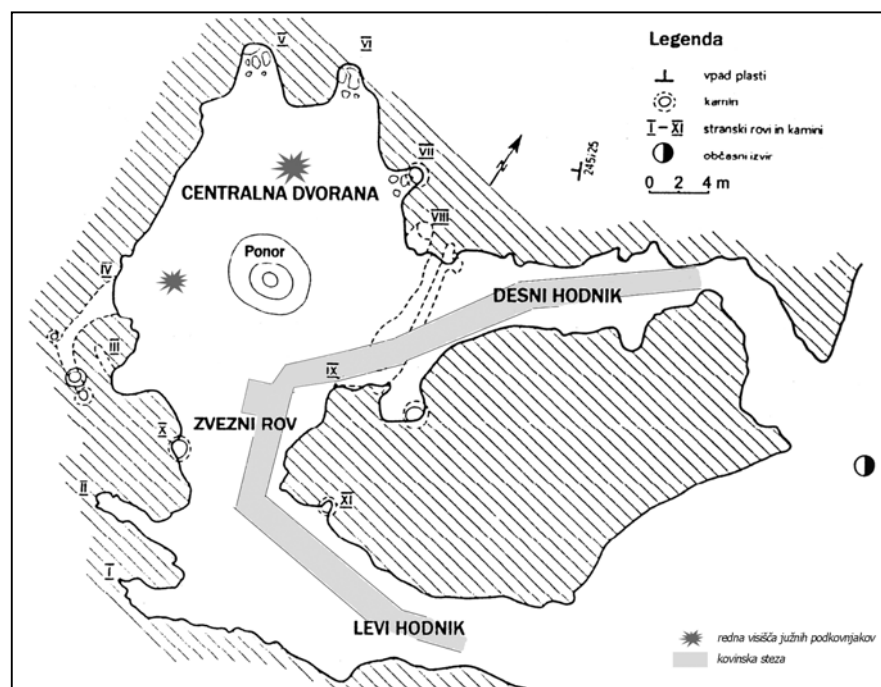 V
VI
Legenda
vpad plasti
kamin
I – XI stranski rovi in kamini
občasni izvir
0 2 4 m
N
245/25
VII
CENTRALNA DVORANA
VIII
Ponor
IV
DESNI HODNIK
III
IX
ZVEZNI ROV
X
II
XI
I
LEVI HODNIK
redna visišča južnih podkovnjakov
kovinska steza